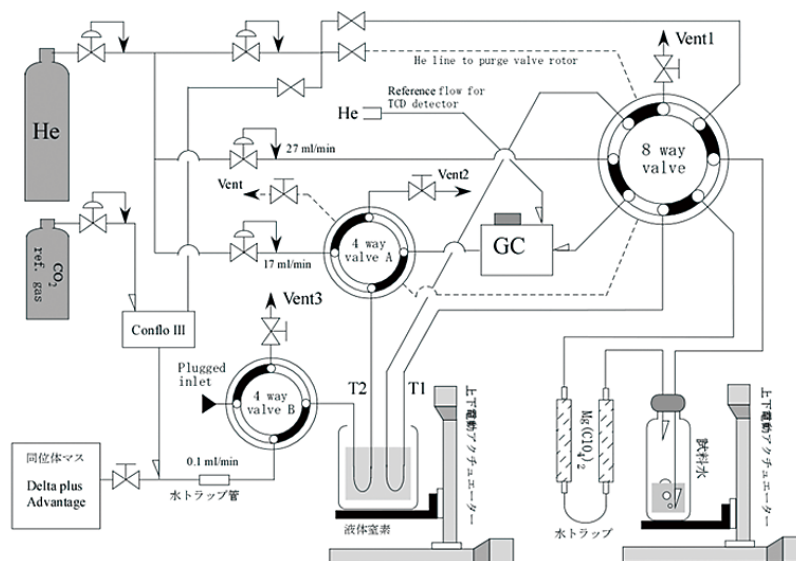 Vent1
He line to purge valve rotor
Reference flow for
TCD detector
He
He
8 way
valve
27 ml/min
Vent
Vent2
4 way
valve A
GC
CO2
ref. gas
17 ml/min
Vent3
Conflo III
Plugged
inlet
4 way
valve B
T2
T1
上下電動アクチュエーター
Mg(ClO4)2
試料水
上下電動アクチュエーター
同位体マス
Delta plus
Advantage
0.1 ml/min
水トラップ管
液体窒素
水トラップ